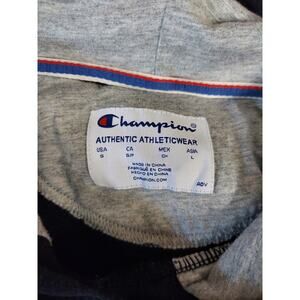 Champion®
AUTHENTIC ATHLETICWEAR
USA CA MEX ASIA
S S/P CH L
MADE IN CHINA
FABRIQUÉ EN CHINE
HECHO EN CHINA
CHAMPION.COM
ADV